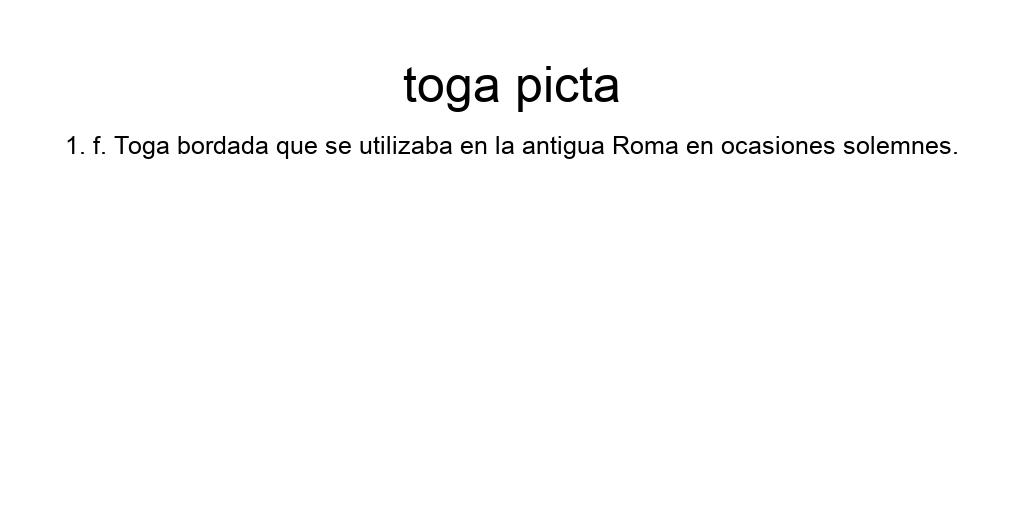 toga picta
1. f. Toga bordada que se utilizaba en la antigua Roma en ocasiones solemnes.